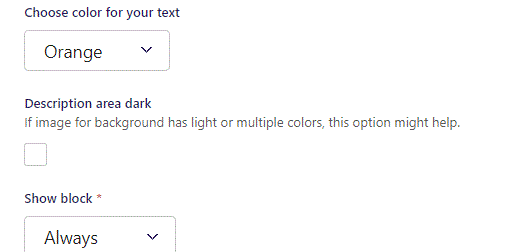 Choose color for your text
Orange
Description area dark
If image for background has light or multiple colors, this option might help.
Show block *
Always